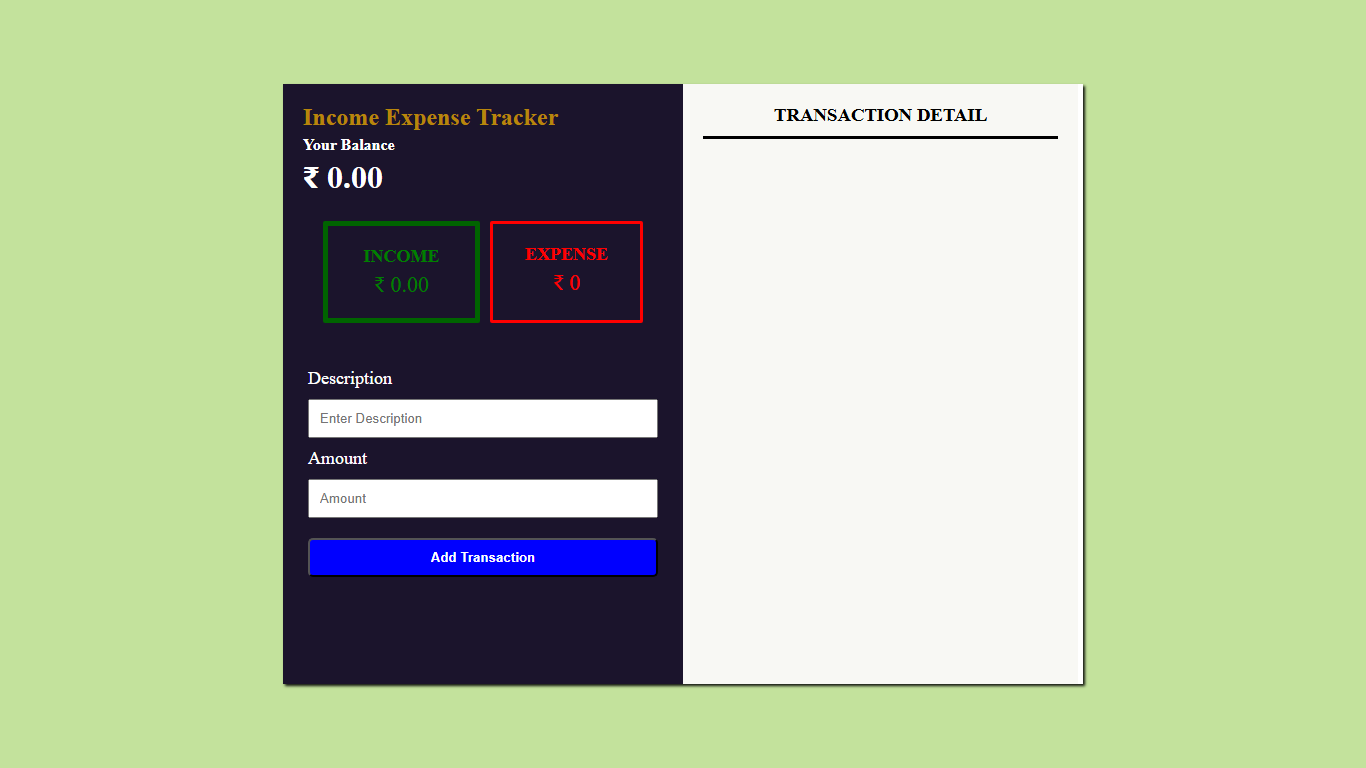 Income Expense Tracker
Your Balance
₹ 0.00
INCOME
₹ 0.00
EXPENSE
₹ 0
Description
Enter Description
Amount
Amount
Add Transaction
TRANSACTION DETAIL